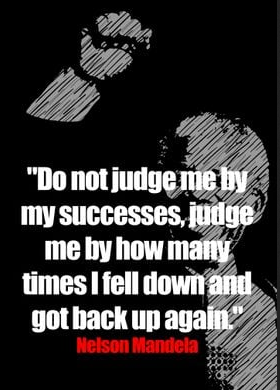 "Do not judge me by
my successes, judge
me by how many
times I fell down and
got back up again."
Nelson Mandela